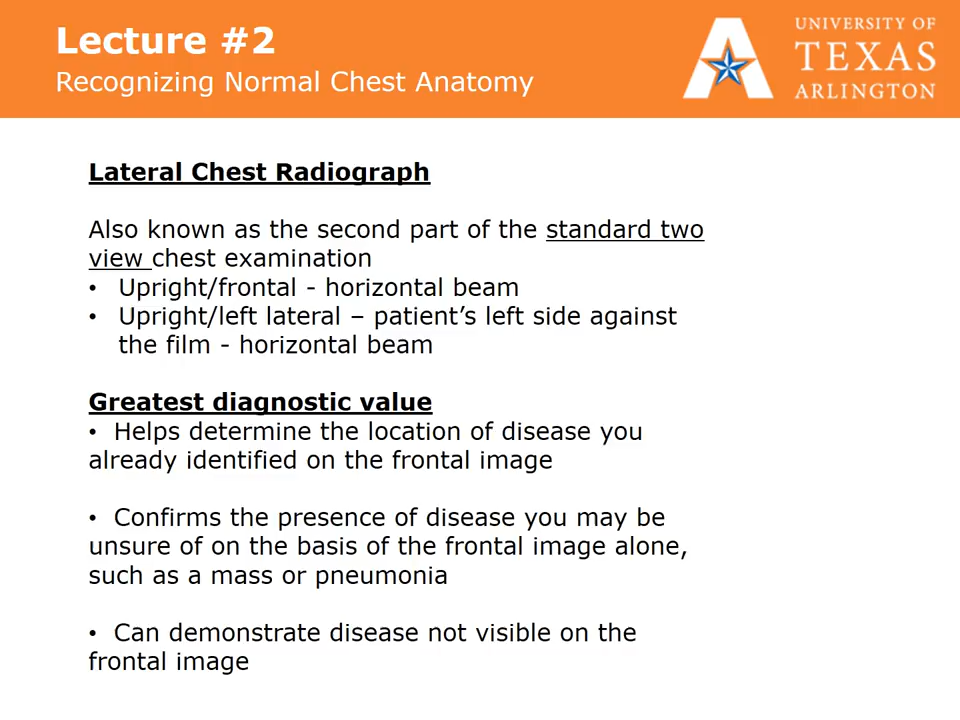 Lecture #2
Recognizing Normal Chest Anatomy
UNIVERSITY OF
TEXAS
ARLINGTON
Lateral Chest Radiograph
Also known as the second part of the standard two
view chest examination
• Upright/frontal - horizontal beam
• Upright/left lateral – patient’s left side against
the film - horizontal beam
Greatest diagnostic value
• Helps determine the location of disease you
already identified on the frontal image
• Confirms the presence of disease you may be
unsure of on the basis of the frontal image alone,
such as a mass or pneumonia
• Can demonstrate disease not visible on the
frontal image